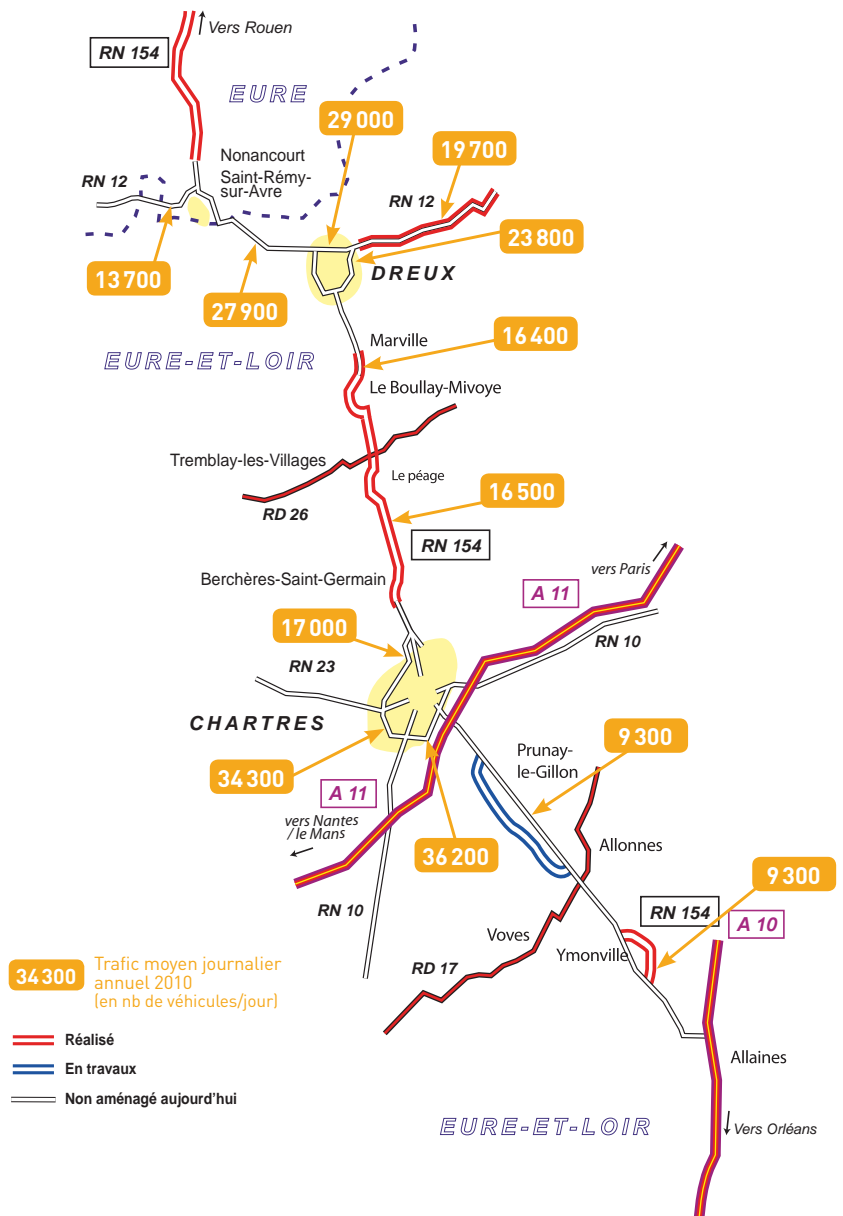 Vers Rouen
RN 154
EURE
29 000
19 700
Nonancourt
Saint-Rémy-
sur-Avre
RN 12
RN 12
23 800
DREUX
13 700
27 900
16 400
Marville
EURE-ET-LOIR
Le Boullay-Mivoye
Tremblay-les-Villages
Le péage
16 500
RD 26
RN 154
vers Paris
Berchères-Saint-Germain
A 11
17 000
RN 10
RN 23
CHARTRES
9 300
Prunay-
le-Gillon
34 300
A 11
vers Nantes
/ le Mans
36 200
Allonnes
9 300
RN 10
RN 154
A 10
Voves
Ymonville
RD 17
34 300
Trafic moyen journalier
annuel 2010
(en nb de véhicules/jour)
Réalisé
En travaux
Non aménagé aujourd'hui
Allaines
EURE-ET-LOIR
Vers Orléans